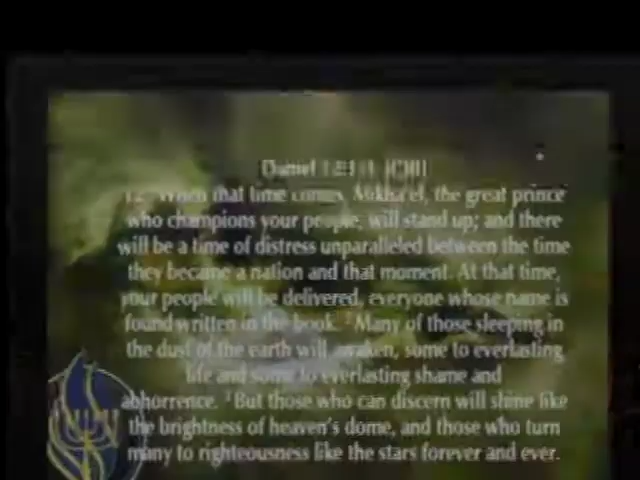 Daniel
12 When that time comes, Mikha'el, the great prince
who champions your people, will stand up; and there
will be a time of distress unparalleled between the time
they became a nation and that moment. At that time,
your people will be delivered, everyone whose name is
found written in the book. 2 Many of those sleeping in
the dust of the earth will awaken, some to everlasting
life and some to everlasting shame and
abhorrence. 3 But those who can discern will shine like
the brightness of heaven's dome, and those who turn
many to righteousness like the stars forever and ever.